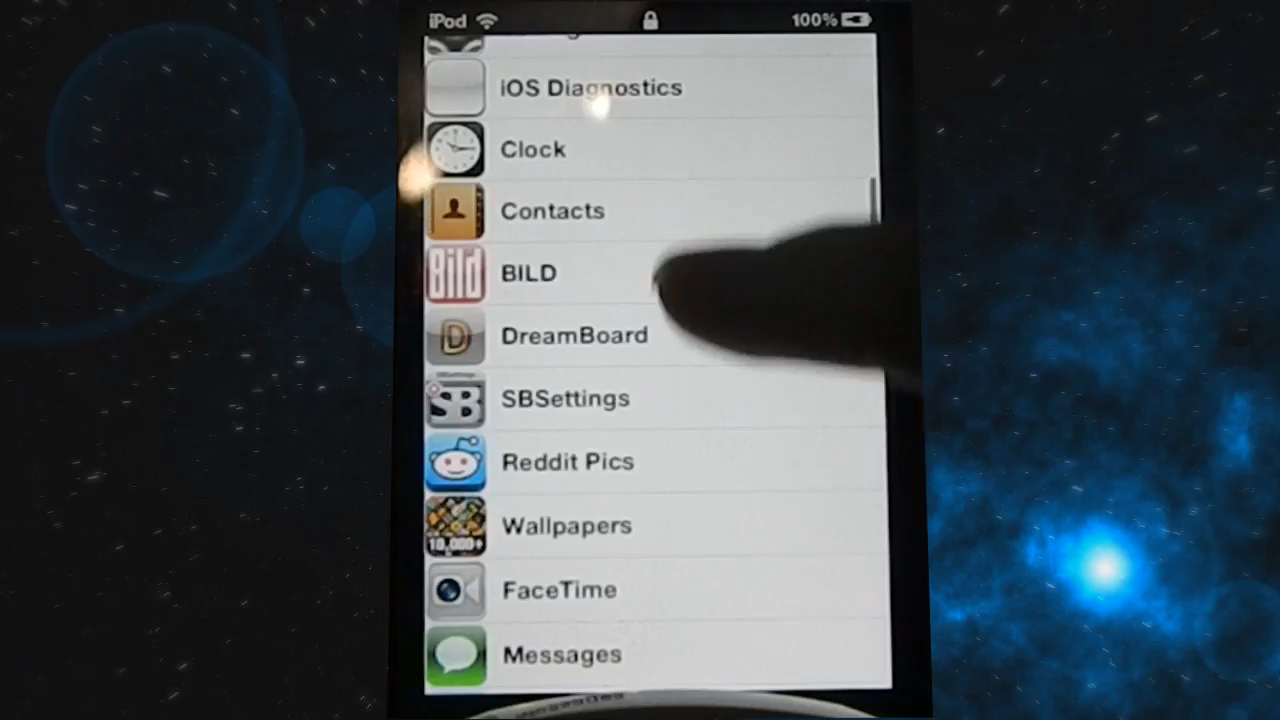 iPod 100%
iOS Diagnostics
Clock
Contacts
Bild BILD
DreamBoard
D
SBSettings
SB
Reddit Pics
Wallpapers
10,000+
FaceTime
Messages